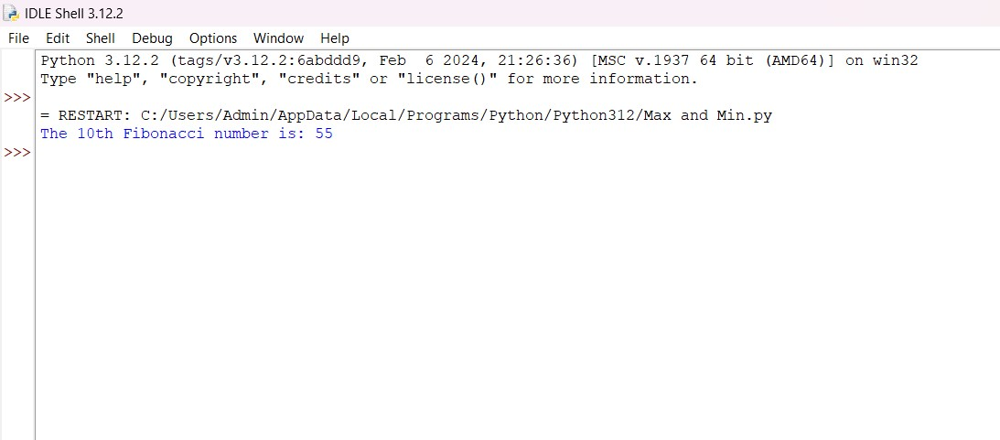 IDLE Shell 3.12.2
File Edit Shell Debug Options Window Help
Python 3.12.2 (tags/v3.12.2:6abddd9, Feb  6 2024, 21:26:36) [MSC v.1937 64 bit (AMD64)] on win32
Type "help", "copyright", "credits" or "license()" for more information.
>>>
= RESTART: C:/Users/Admin/AppData/Local/Programs/Python/Python312/Max and Min.py
The 10th Fibonacci number is: 55
>>>